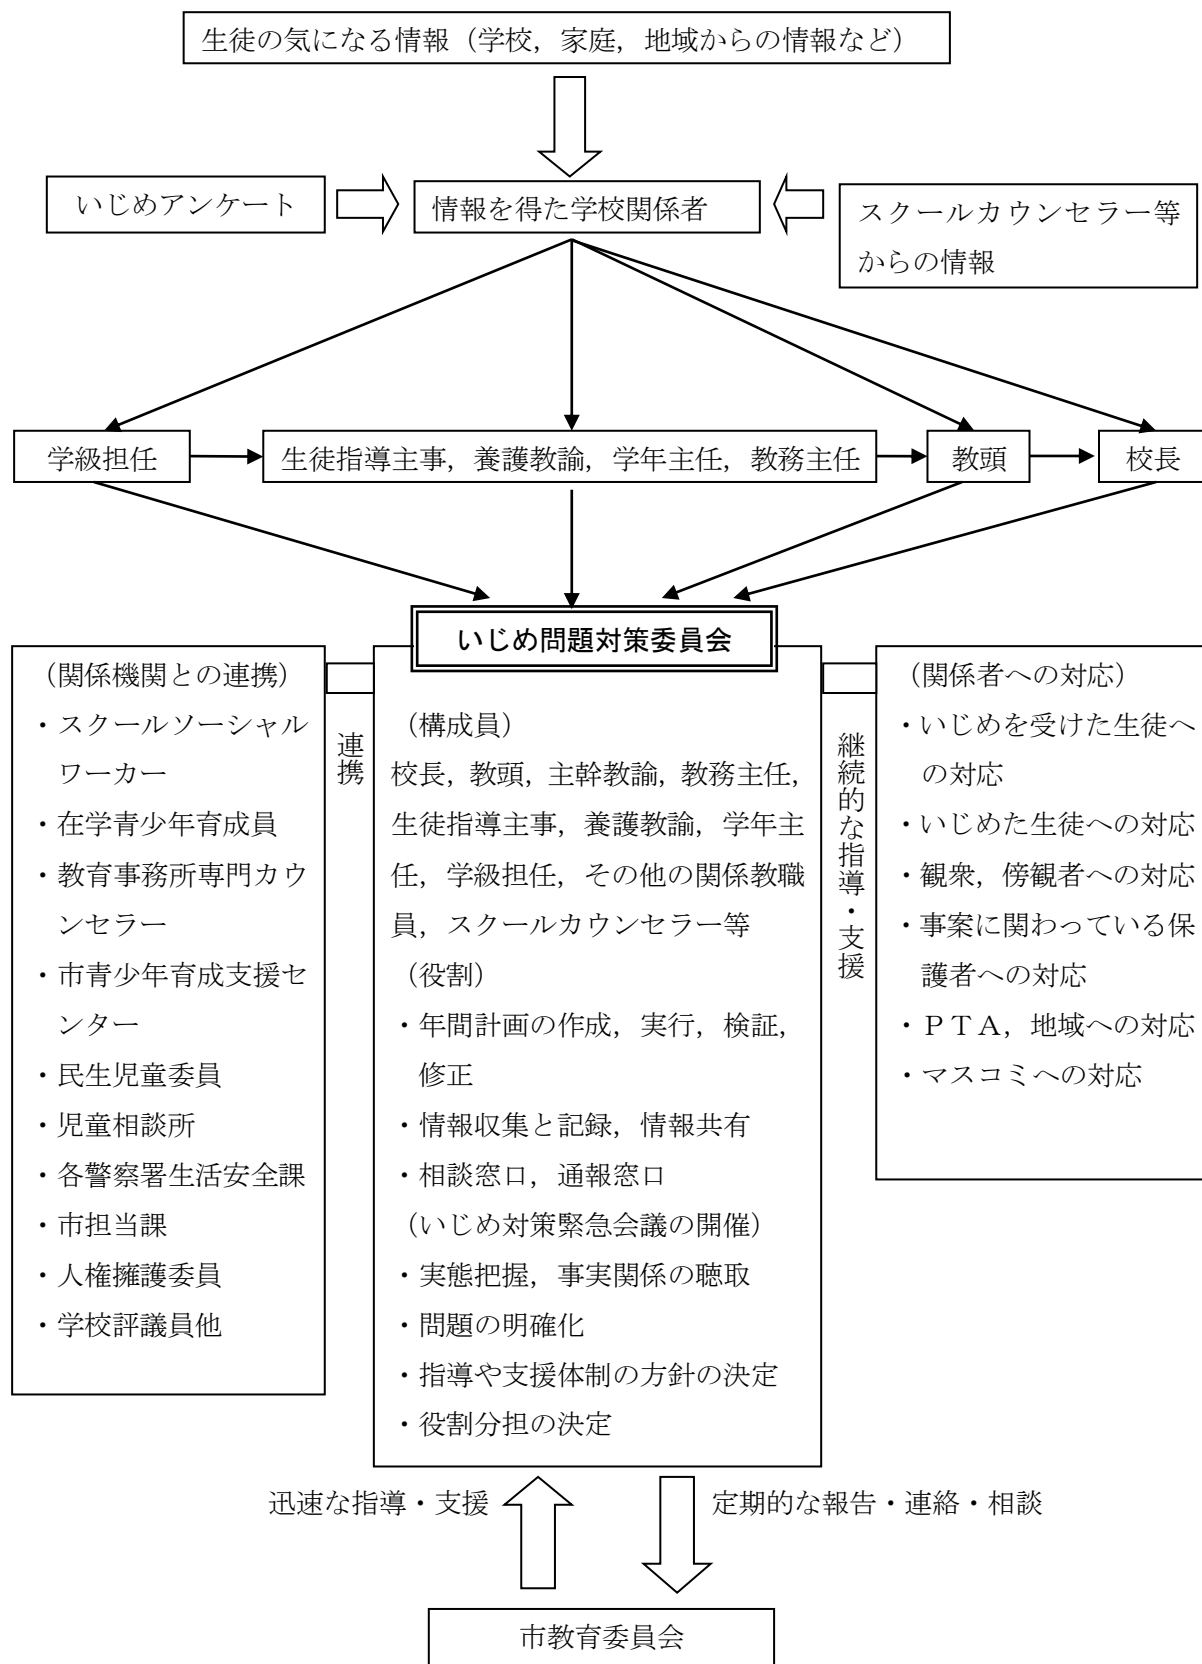 生徒の気になる情報（学校，家庭，地域からの情報など）
いじめアンケート
情報を得た学校関係者
スクールカウンセラー等
からの情報
学級担任
生徒指導主事，養護教諭，学年主任，教務主任
教頭
校長
いじめ問題対策委員会
（関係機関との連携）
・スクールソーシャル
ワーカー
・在学青少年育成員
・教育事務所専門カウ
ンセラー
・市青少年育成支援セ
ンター
・民生児童委員
・児童相談所
・各警察署生活安全課
・市担当課
・人権擁護委員
・学校評議員他
連携
（構成員）
校長，教頭，主幹教諭，教務主任，
生徒指導主事，養護教諭，学年主
任，学級担任，その他の関係教職
員，スクールカウンセラー等
（役割）
・年間計画の作成，実行，検証，
修正
・情報収集と記録，情報共有
・相談窓口，通報窓口
（いじめ対策緊急会議の開催）
・実態把握，事実関係の聴取
・問題の明確化
・指導や支援体制の方針の決定
・役割分担の決定
継続的な指導・支援
（関係者への対応）
・いじめを受けた生徒へ
の対応
・いじめた生徒への対応
・観衆，傍観者への対応
・事案に関わっている保
護者への対応
・ＰＴＡ，地域への対応
・マスコミへの対応
迅速な指導・支援
定期的な報告・連絡・相談
市教育委員会